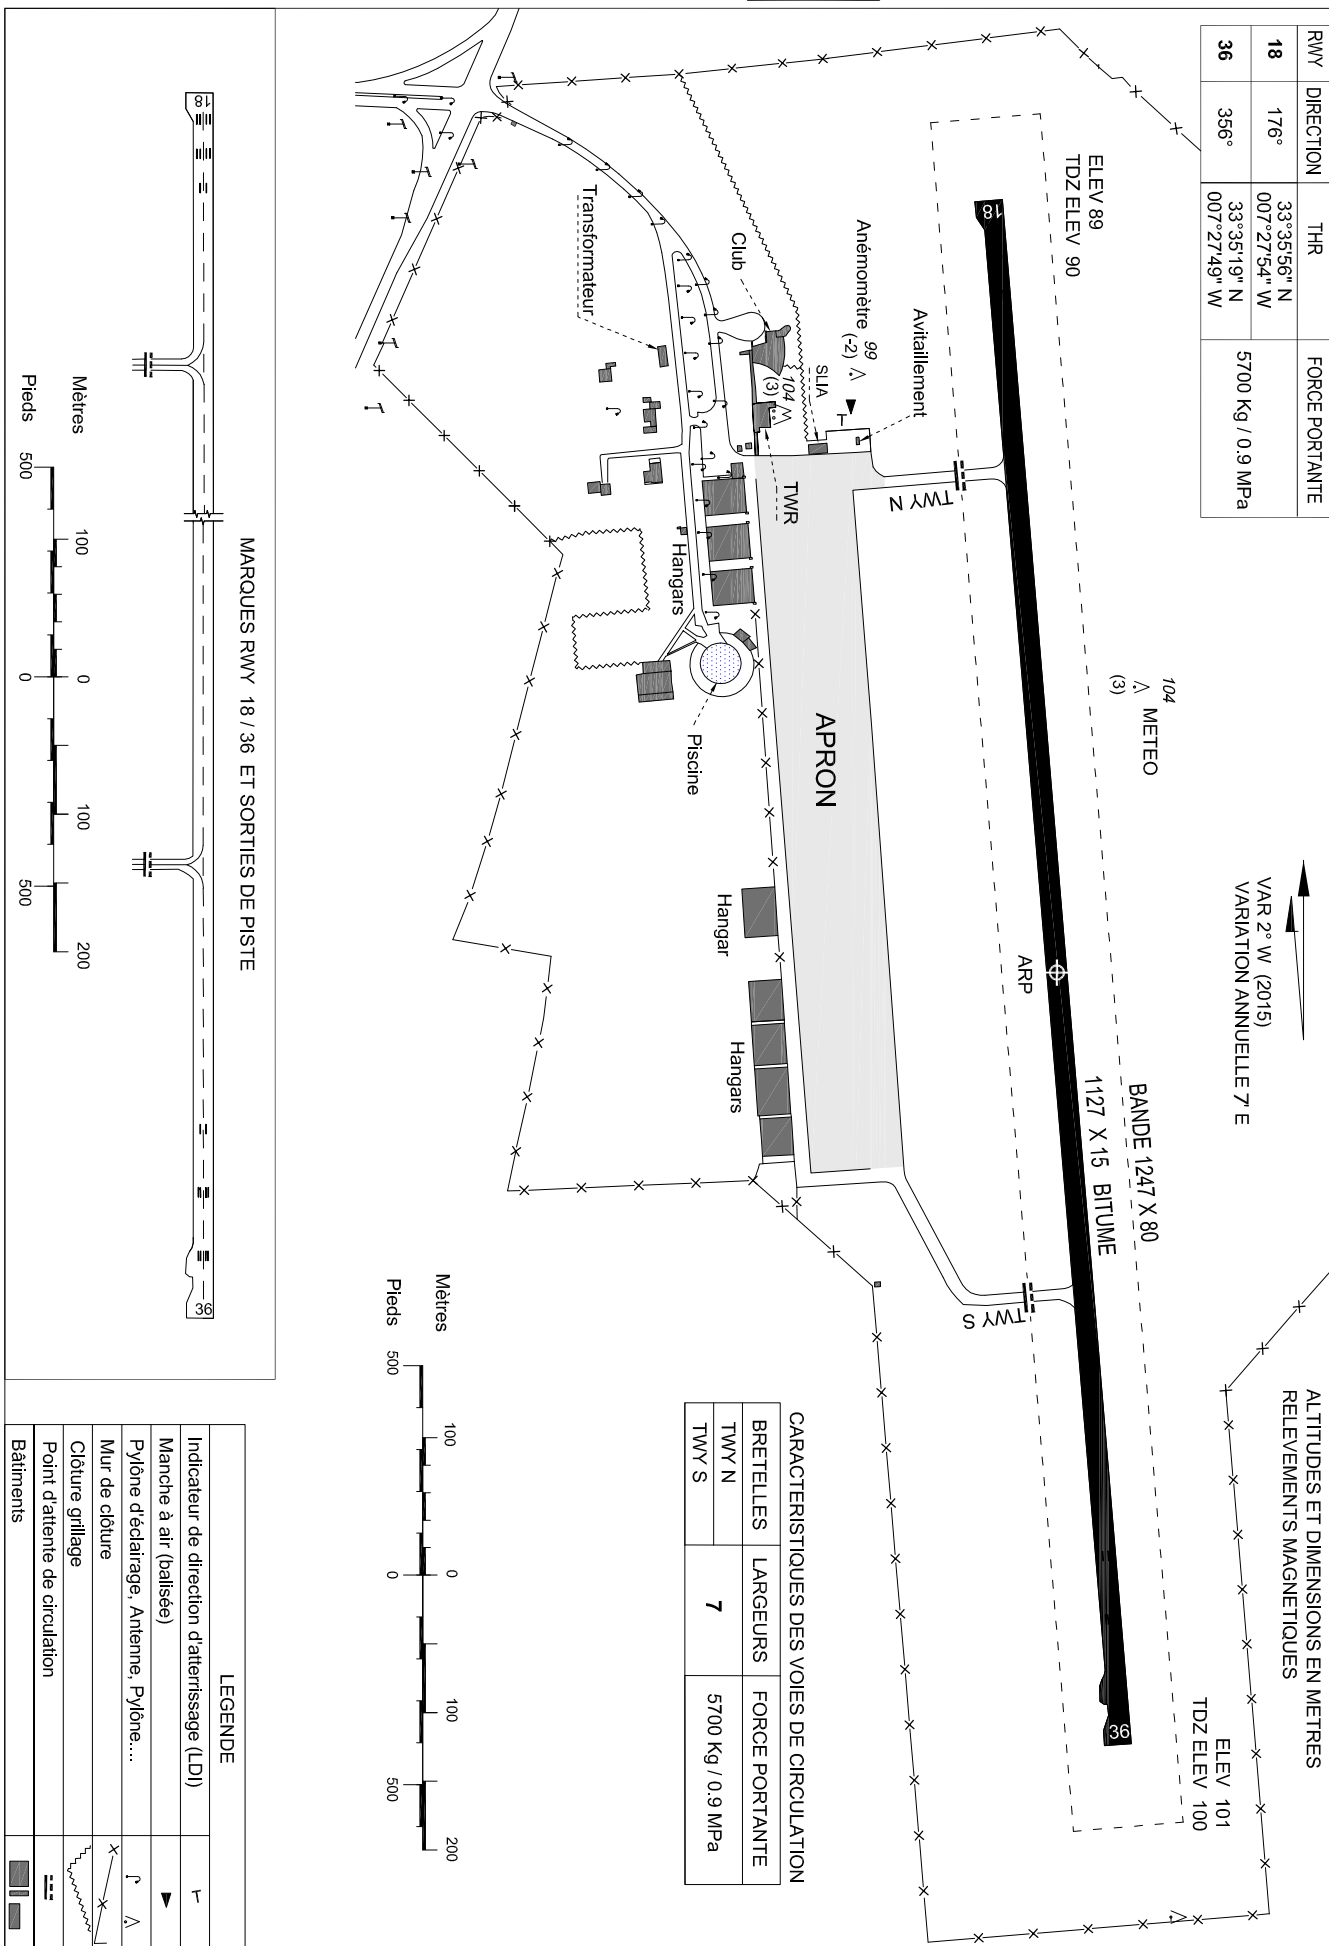 RWY DIRECTION THR FORCE PORTANTE
18 176° 33°35'56" N 007°27'54" W 5700 Kg / 0.9 MPa
36 356° 33°35'19" N 007°27'49" W
VAR 2° W (2015)
VARIATION ANNUELLE 7' E
ALTITUDES ET DIMENSIONS EN METRES
RELEVEMENTS MAGNETIQUES
ELEV 89
TDZ ELEV 90
104
(3)
METEO
BANDE 1247 X 80
1127 X 15 BITUME
ELEV 101
TDZ ELEV 100
18
36
ARP
Avitaillement
Anémomètre
99
(-2)
SLIA
Club
104
(3)
TWR
TWY N
TWY S
APRON
Transformateur
Hangars
Piscine
Hangar
Hangars
CARACTERISTIQUES DES VOIES DE CIRCULATION
BRETELLES LARGEURS FORCE PORTANTE
TWY N 7 5700 Kg / 0.9 MPa
TWY S
Mètres
100 0 100 200
Pieds
500 0 500
MARQUES RWY 18 / 36 ET SORTIES DE PISTE
18
36
Mètres
100 0 100 200
Pieds
500 0 500
LEGENDE
Indicateur de direction d'atterrissage (LDI)
Manche à air (balisée)
Pylône d'éclairage, Antenne, Pylône....
Mur de clôture
Clôture grillage
Point d'attente de circulation
Bâtiments